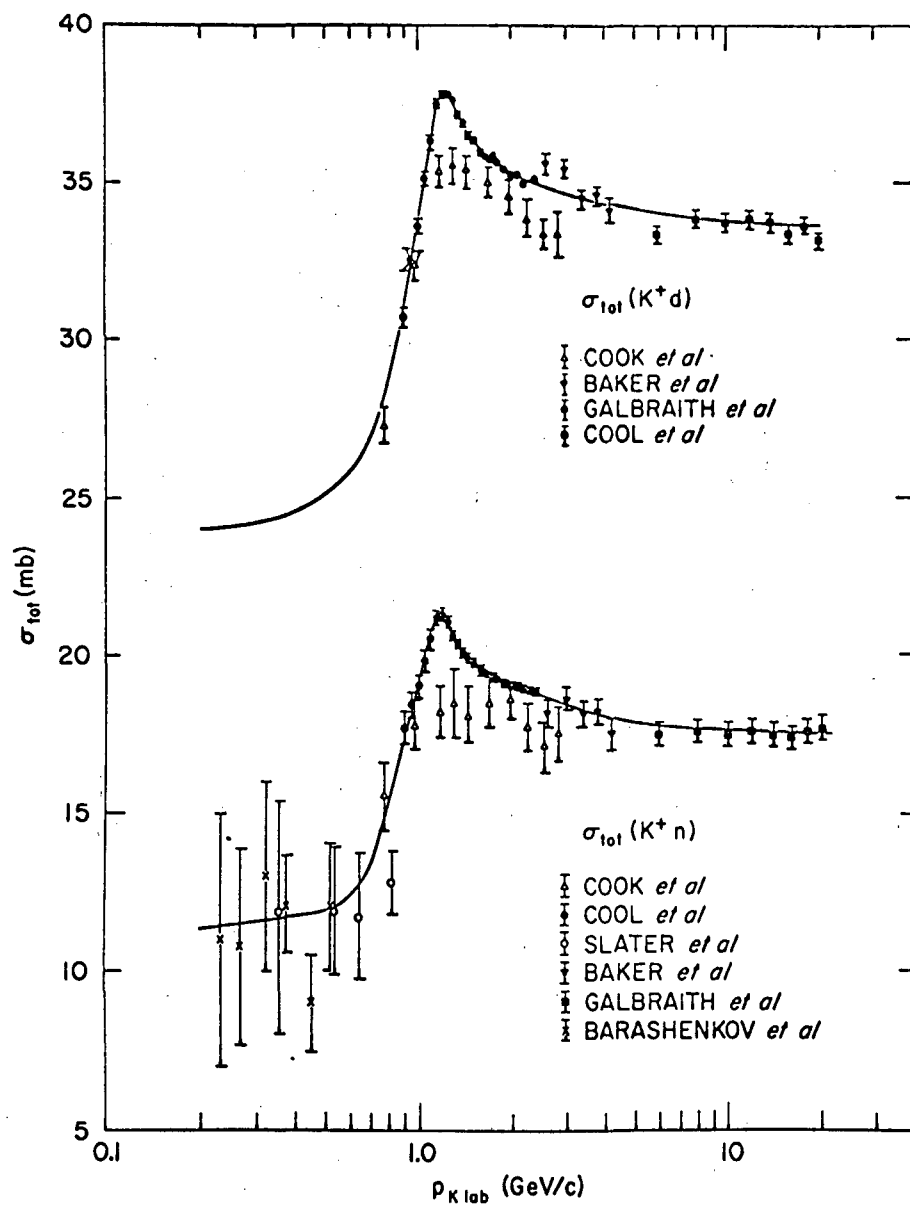 40
35
σtot (K+d)
COOK et al
BAKER et al
GALBRAITH et al
COOL et al
30
25
σtot (mb)
20
15
σtot (K+n)
COOK et al
COOL et al
SLATER et al
BAKER et al
GALBRAITH et al
BARASHENKOV et al
10
5
0.1 1.0 10
pK lab (GeV/c)